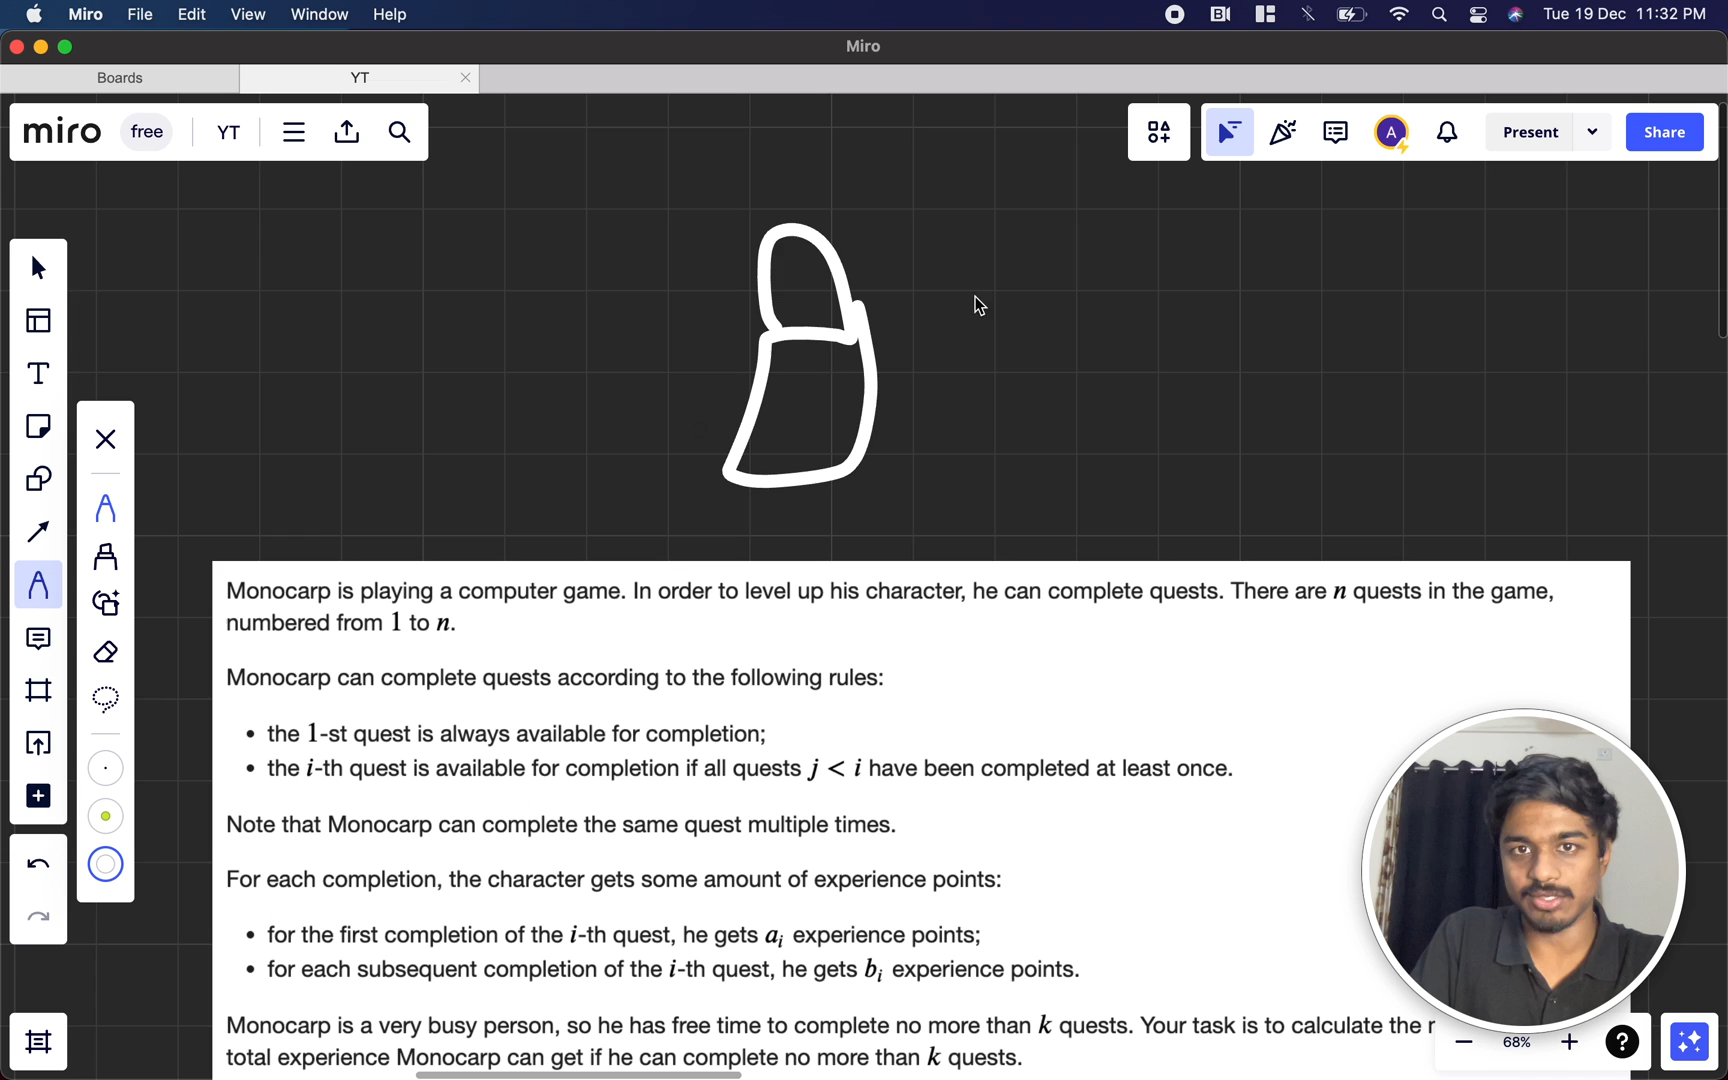 Miro File Edit View Window Help
Tue 19 Dec 11:32 PM
Miro
Boards
YT
miro free YT
A
Present
Share
B
Monocarp is playing a computer game. In order to level up his character, he can complete quests. There are n quests in the game,
numbered from 1 to n.
Monocarp can complete quests according to the following rules:
• the 1-st quest is always available for completion;
• the i-th quest is available for completion if all quests j < i have been completed at least once.
Note that Monocarp can complete the same quest multiple times.
For each completion, the character gets some amount of experience points:
• for the first completion of the i-th quest, he gets aᵢ experience points;
• for each subsequent completion of the i-th quest, he gets bᵢ experience points.
Monocarp is a very busy person, so he has free time to complete no more than k quests. Your task is to calculate the
total experience Monocarp can get if he can complete no more than k quests.
68%